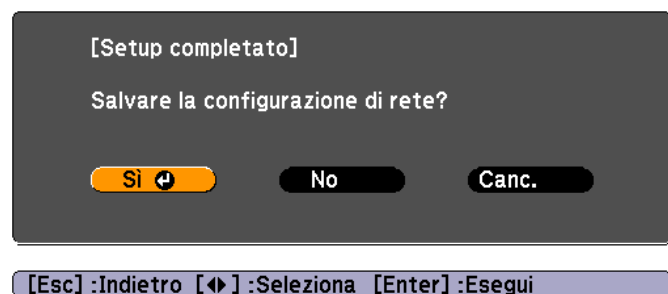 [Setup completato]
Salvare la configurazione di rete?
Sì No Canc.
[Esc] :Indietro [◆] :Seleziona [Enter] :Esegui